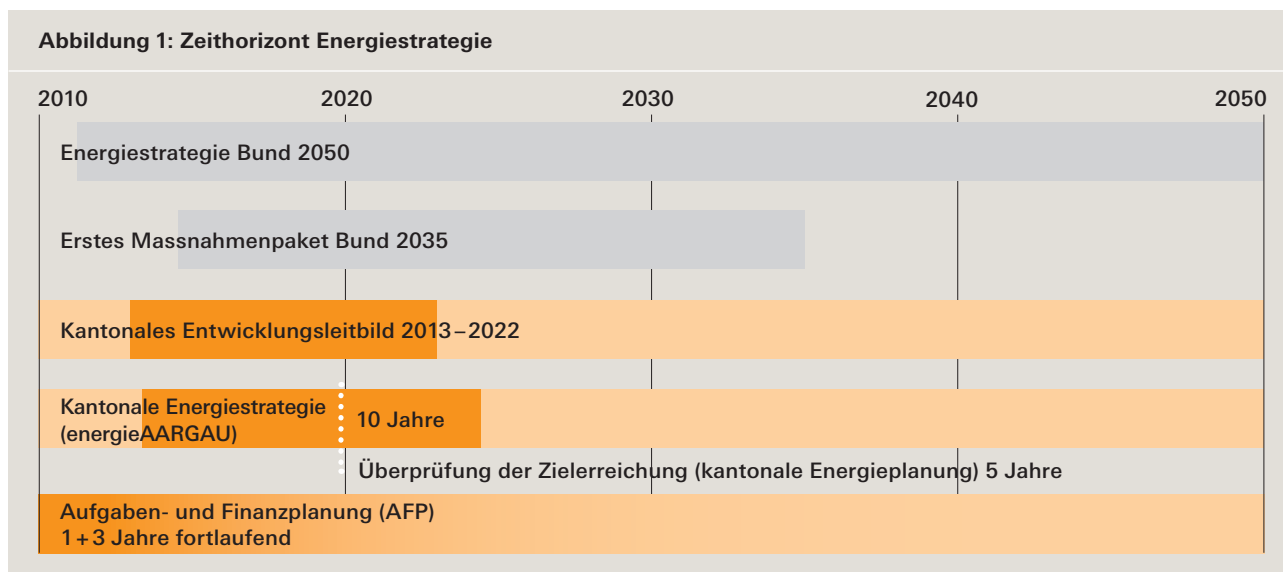 Abbildung 1: Zeithorizont Energiestrategie
2010 2020 2030 2040 2050
Energiestrategie Bund 2050
Erstes Massnahmenpaket Bund 2035
Kantonales Entwicklungsleitbild 2013–2022
Kantonale Energiestrategie
(energieAARGAU)
10 Jahre
Überprüfung der Zielerreichung (kantonale Energieplanung) 5 Jahre
Aufgaben- und Finanzplanung (AFP)
1+3 Jahre fortlaufend